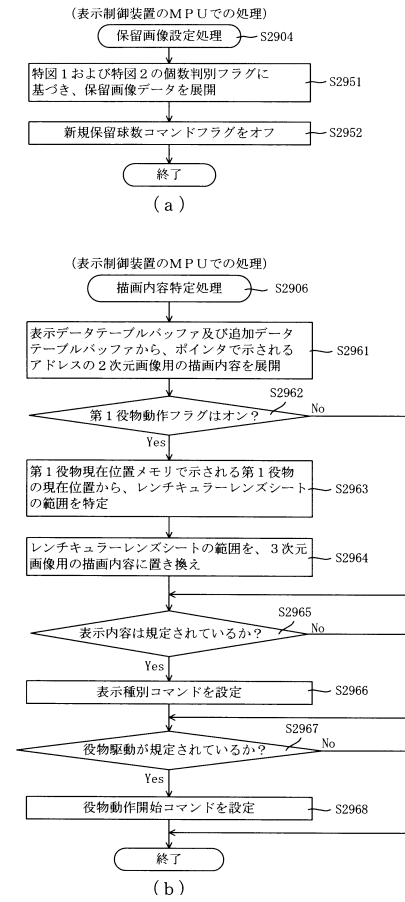 （表示制御装置のＭＰＵでの処理）
保留画像設定処理
S2904
特図１および特図２の個数判別フラグに
基づき、保留画像データを展開
S2951
新規保留球数コマンドフラグをオフ
S2952
終了
（ａ）
（表示制御装置のＭＰＵでの処理）
描画内容特定処理
S2906
表示データテーブルバッファ及び追加データ
テーブルバッファから、ポインタで示される
アドレスの２次元画像用の描画内容を展開
S2961
S2962
第１役物動作フラグはオン？
No
Yes
第１役物現在位置メモリで示される第１役物
の現在位置から、レンチキュラーレンズシート
の範囲を特定
S2963
レンチキュラーレンズシートの範囲を、３次元
画像用の描画内容に置き換え
S2964
S2965
表示内容は規定されているか？
No
Yes
表示種別コマンドを設定
S2966
S2967
役物駆動が規定されているか？
No
Yes
役物動作開始コマンドを設定
S2968
終了
（ｂ）